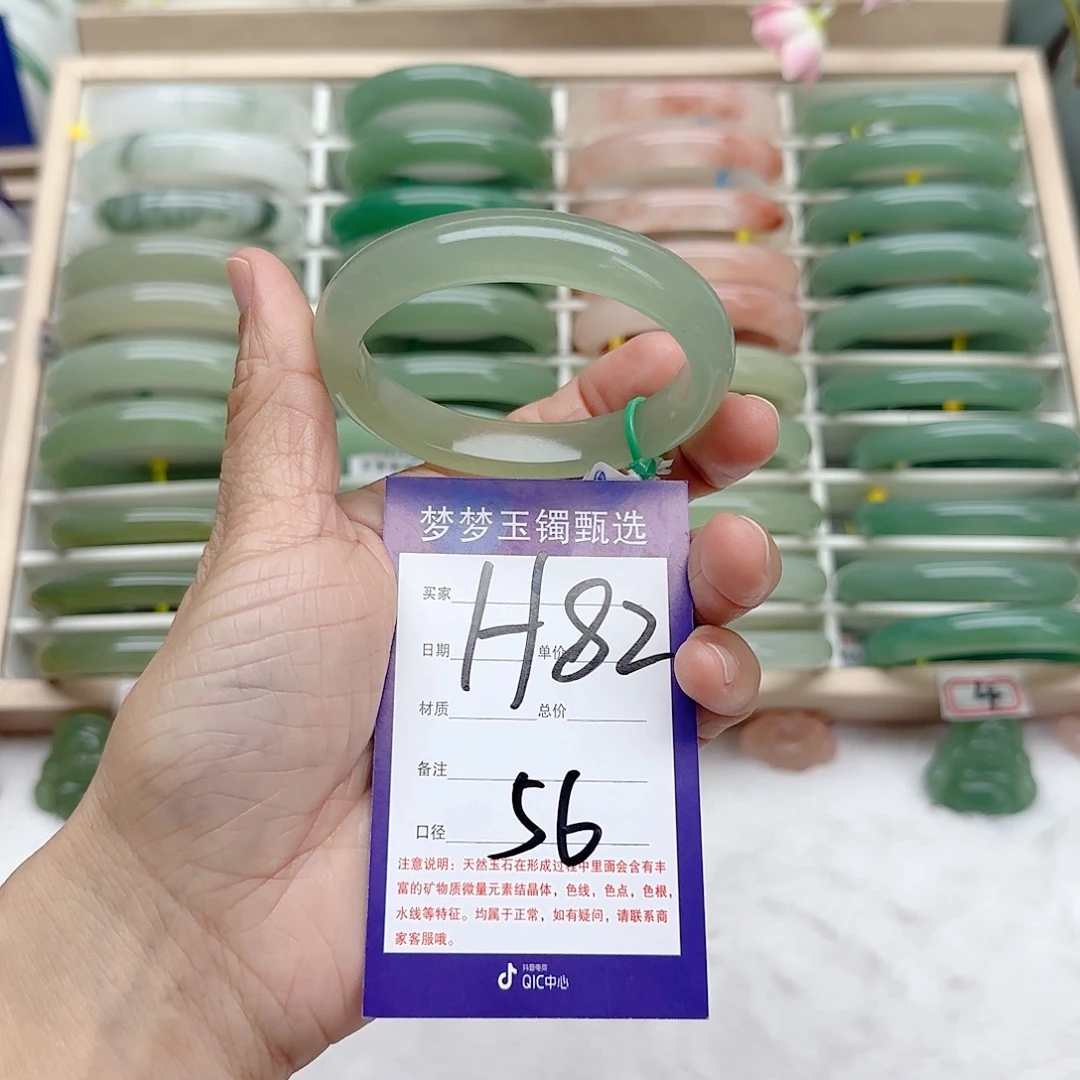 梦梦玉镯甄选
买家
H82
日期 单价
材质 总价
备注
口径 56
注意说明：天然玉石在形成过程中里面会含有丰
富的矿物质微量元素结晶体，色线，色点，色根，
水线等特征。均属于正常，如有疑问，请联系商
家客服哦。
抖音电商
QIC中心